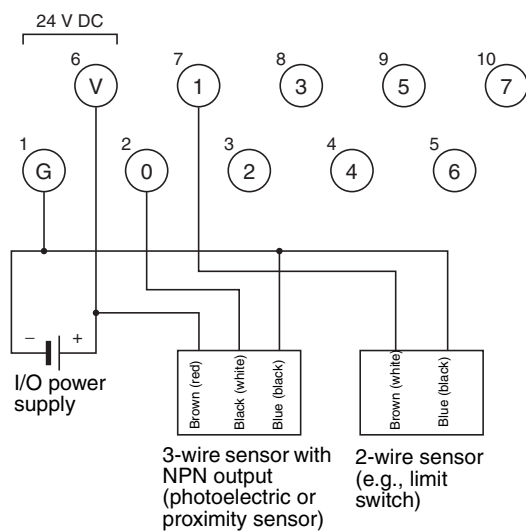 24 V DC
6 7 8 9 10
V 1 3 5 7
1 2 3 4 5
G 0 2 4 6
− +
I/O power
supply
Brown (red)
Black (white)
Blue (black)
Brown (white)
Blue (black)
3-wire sensor with
NPN output
(photoelectric or
proximity sensor)
2-wire sensor
(e.g., limit
switch)